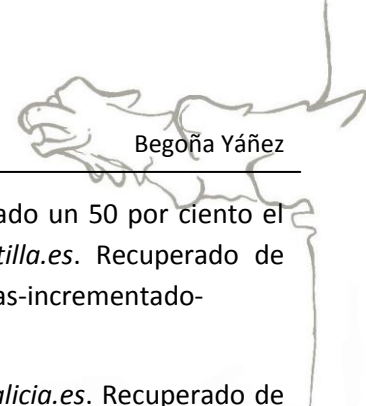 Begoña Yáñez
ado un 50 por ciento el
tilla.es. Recuperado de
as-incrementado-
alicia.es. Recuperado de